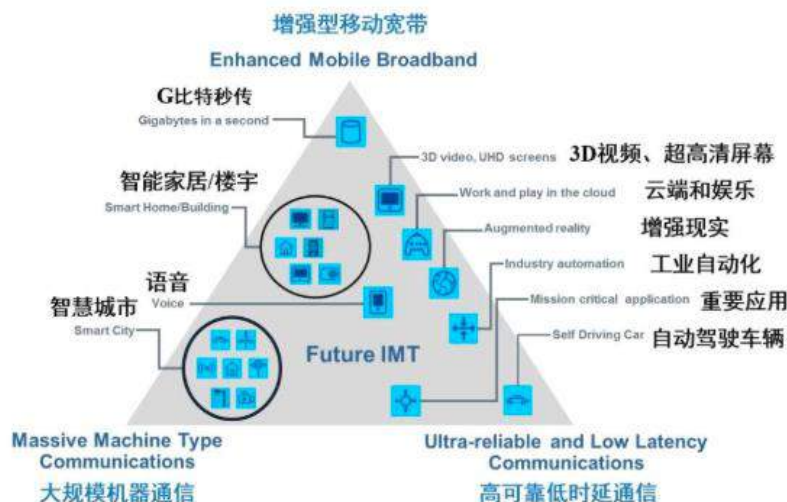 增强型移动宽带
Enhanced Mobile Broadband
G比特秒传
Gigabytes in a second
3D video, UHD screens 3D视频、超高清屏幕
智能家居/楼宇
Smart Home/Building
Work and play in the cloud 云端和娱乐
Augmented reality 增强现实
Industry automation 工业自动化
语音
Voice
Mission critical application 重要应用
智慧城市
Smart City
Self Driving Car 自动驾驶车辆
Future IMT
Massive Machine Type
Communications
大规模机器通信
Ultra-reliable and Low Latency
Communications
高可靠低时延通信